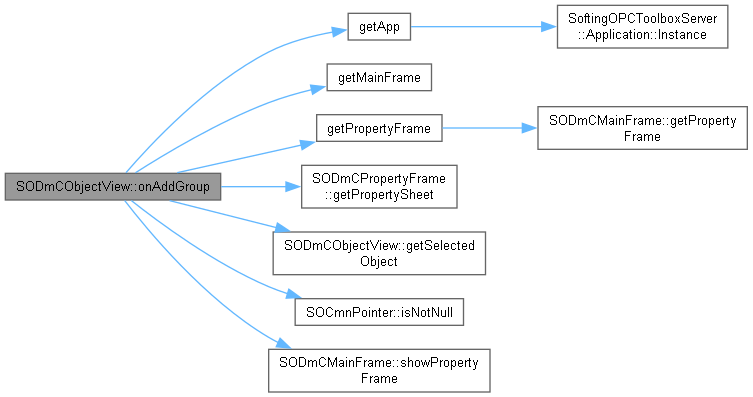 SODmCObjectView::onAddGroup
getApp
SoftingOPCToolboxServer
::Application::Instance
getMainFrame
getPropertyFrame
SODmCMainFrame::getProperty
Frame
SODmCPropertyFrame
::getPropertySheet
SODmCObjectView::getSelected
Object
SOCmnPointer::isNotNull
SODmCMainFrame::showProperty
Frame